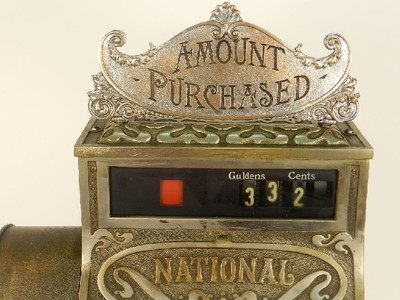 AMOUNT
PURCHASED
Guldens Cents
3 3 2
NATIONAL